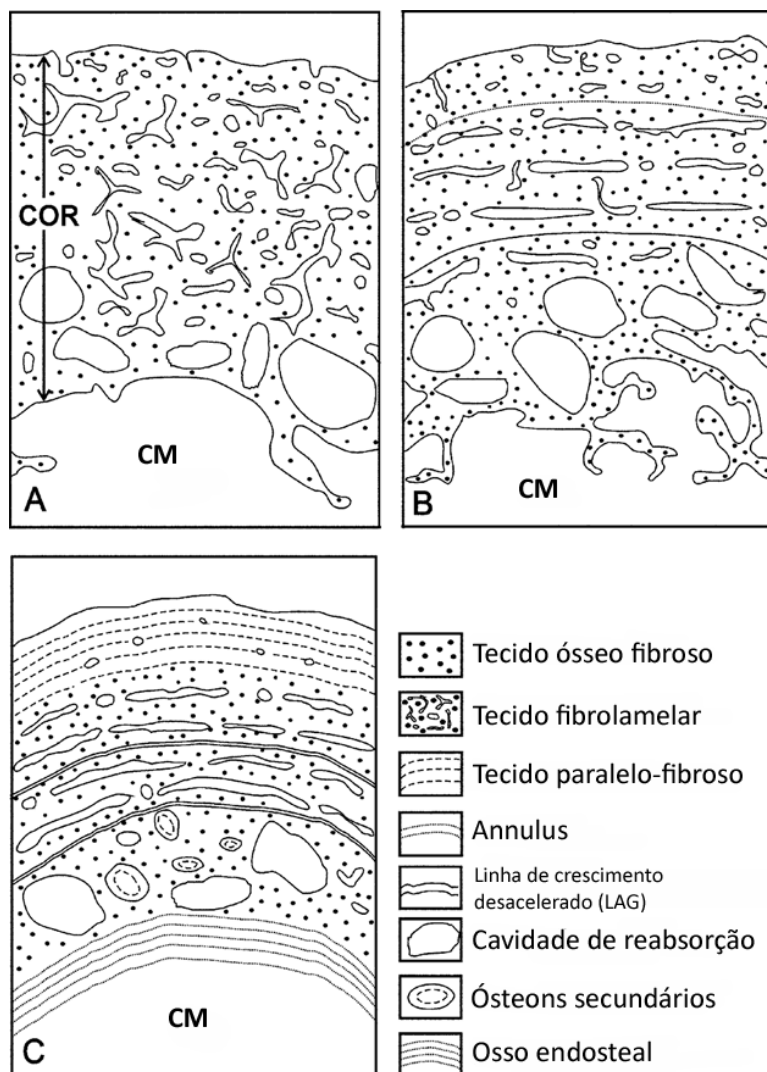 COR
CM
A
CM
B
CM
C
Tecido ósseo fibroso
Tecido fibrolamelar
Tecido paralelo-fibroso
Annulus
Linha de crescimento
desacelerado (LAG)
Cavidade de reabsorção
Ósteons secundários
Osso endosteal